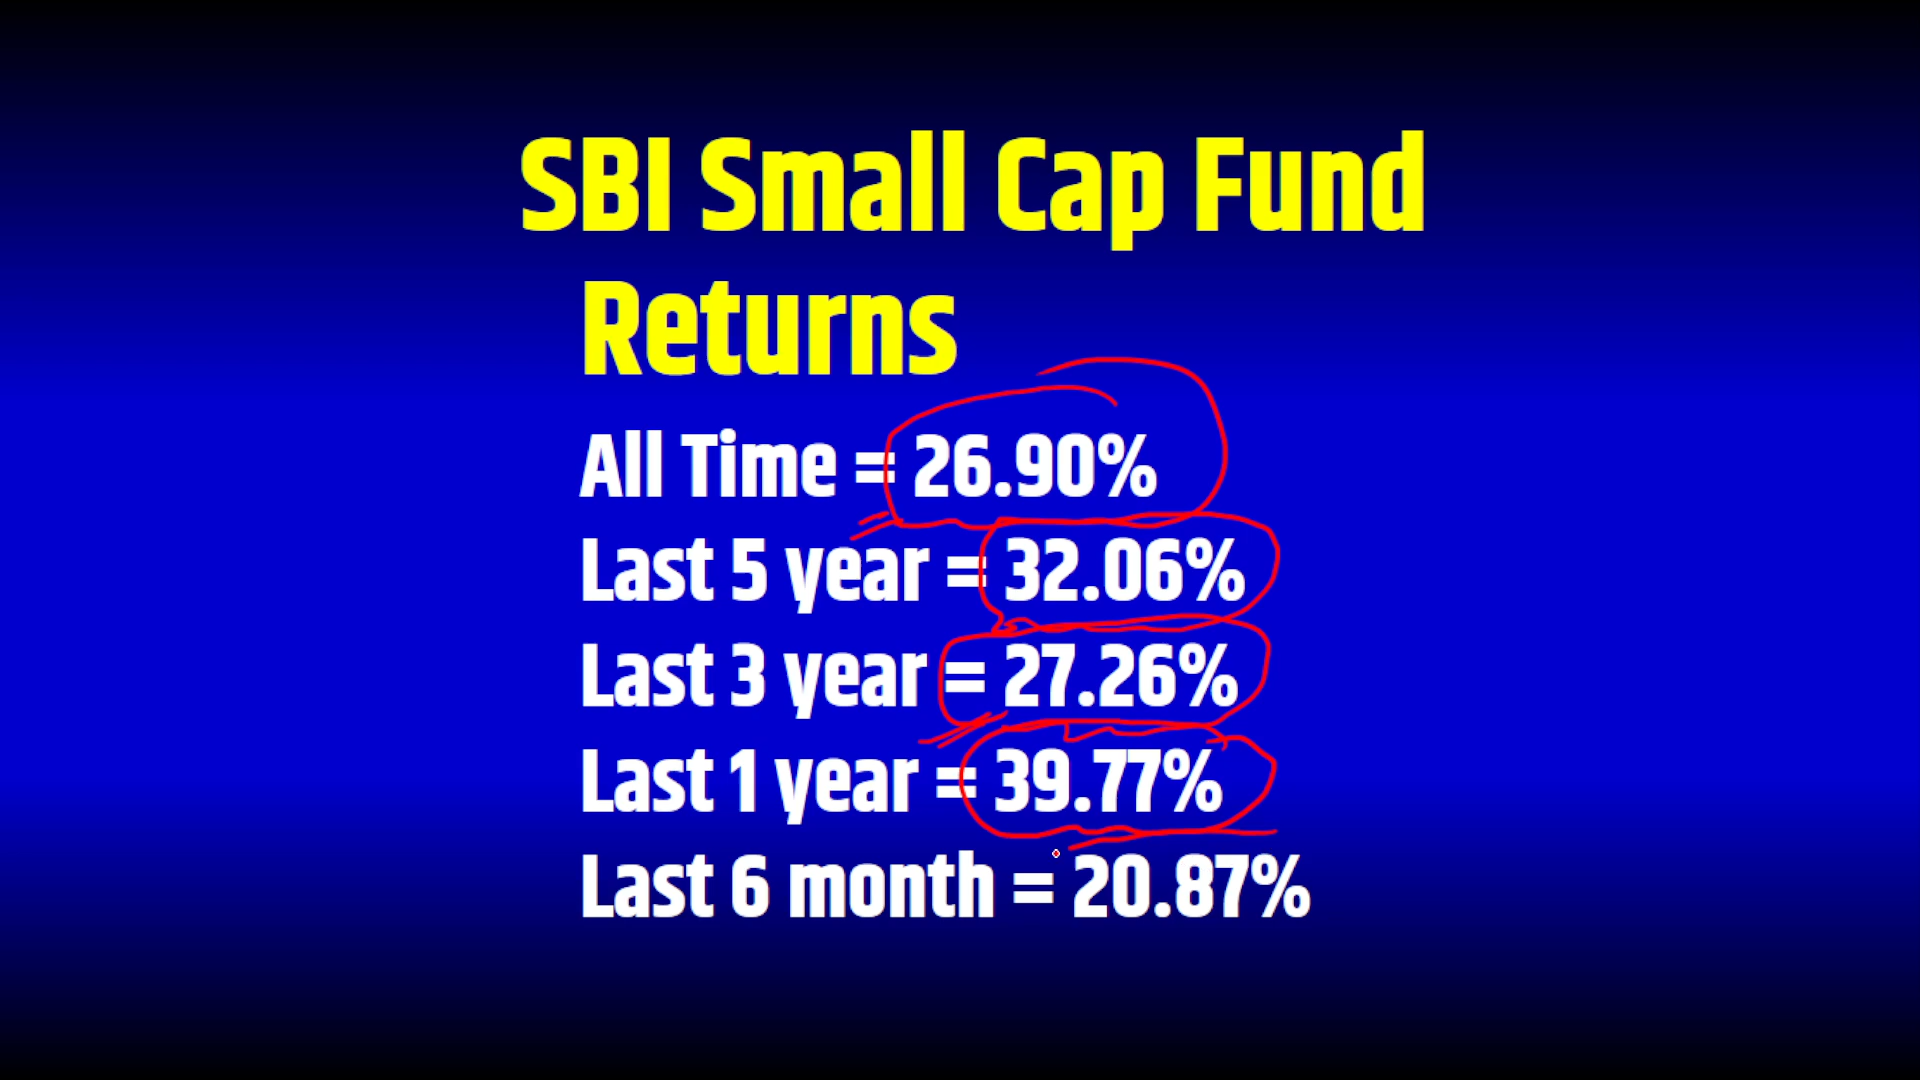 SBI Small Cap Fund
Returns
All Time = 26.90%
Last 5 year = 32.06%
Last 3 year = 27.26%
Last 1 year = 39.77%
Last 6 month = 20.87%